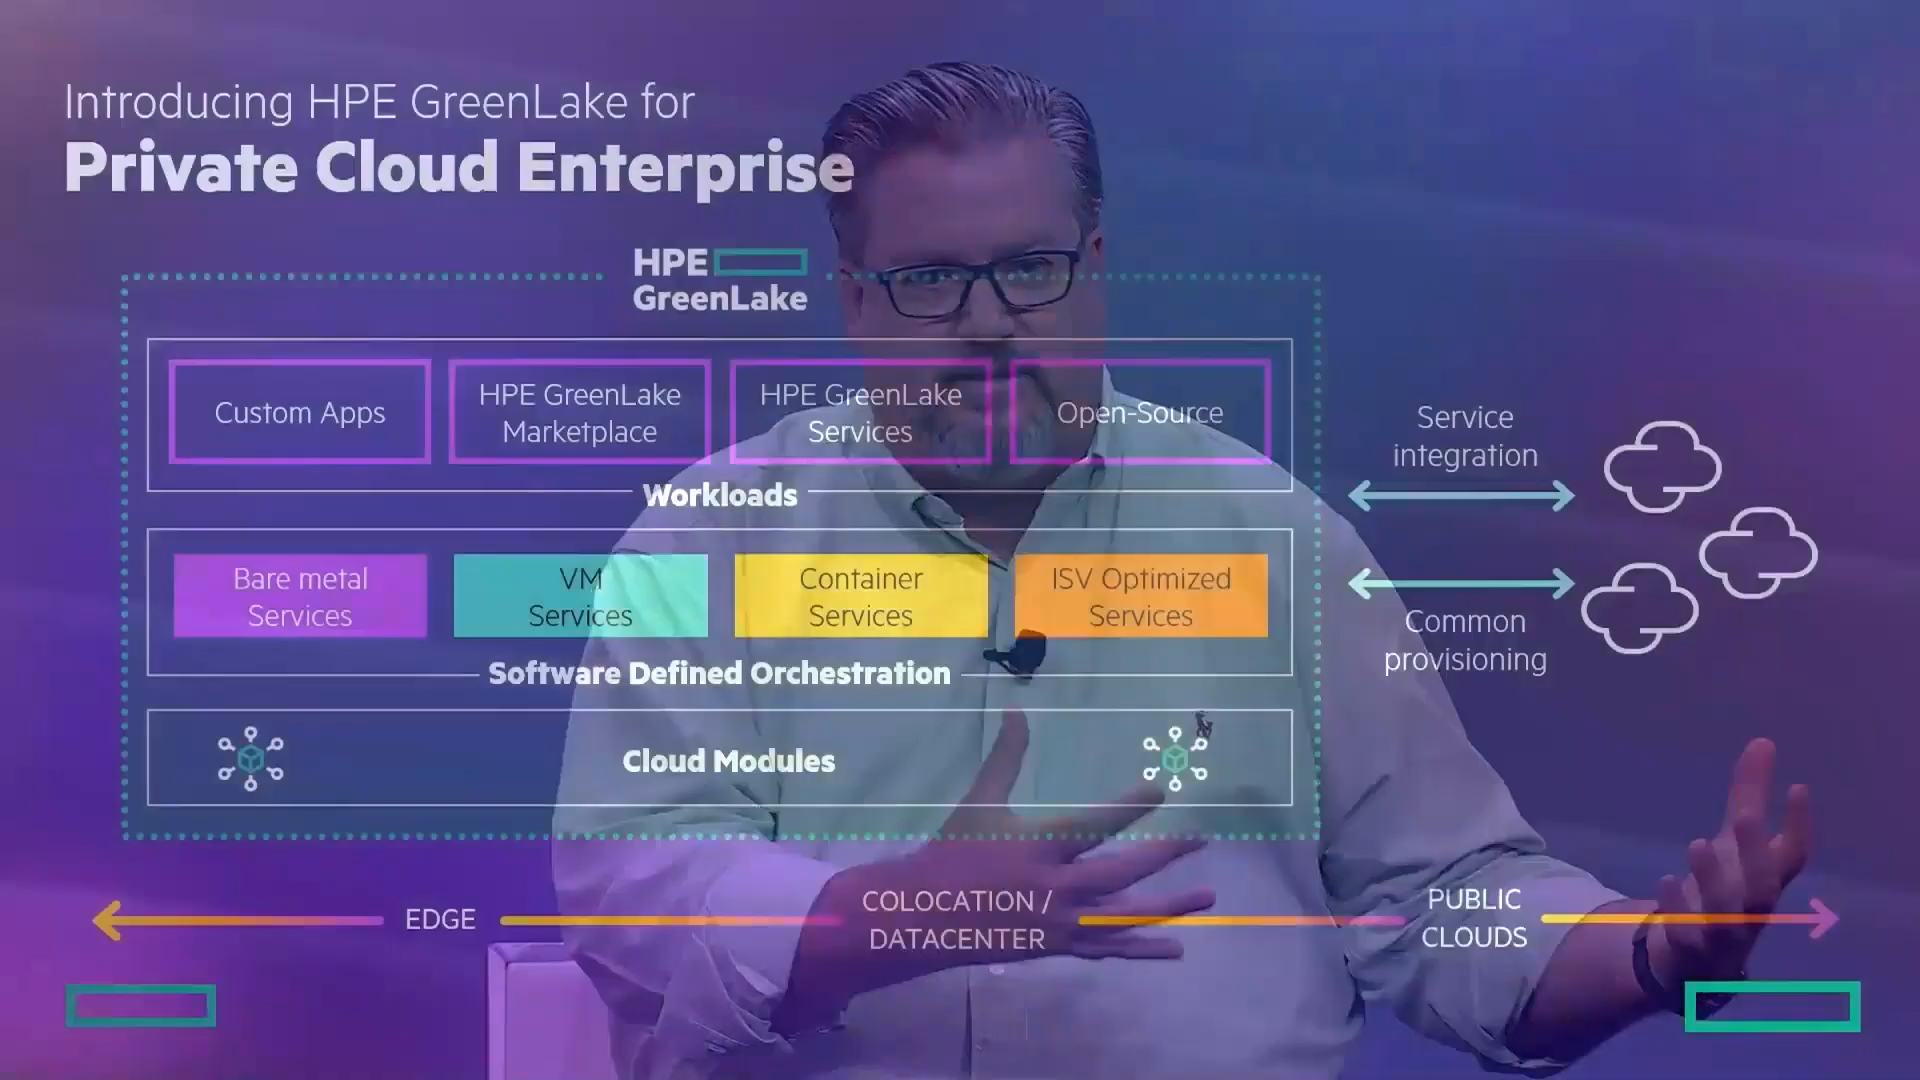 Introducing HPE GreenLake for
Private Cloud Enterprise
HPE
GreenLake
Custom Apps
HPE GreenLake
Marketplace
HPE GreenLake
Services
Open-Source
Workloads
Bare metal
Services
VM
Services
Container
Services
ISV Optimized
Services
Software Defined Orchestration
Cloud Modules
Service
integration
Common
provisioning
EDGE
COLOCATION /
DATACENTER
PUBLIC
CLOUDS